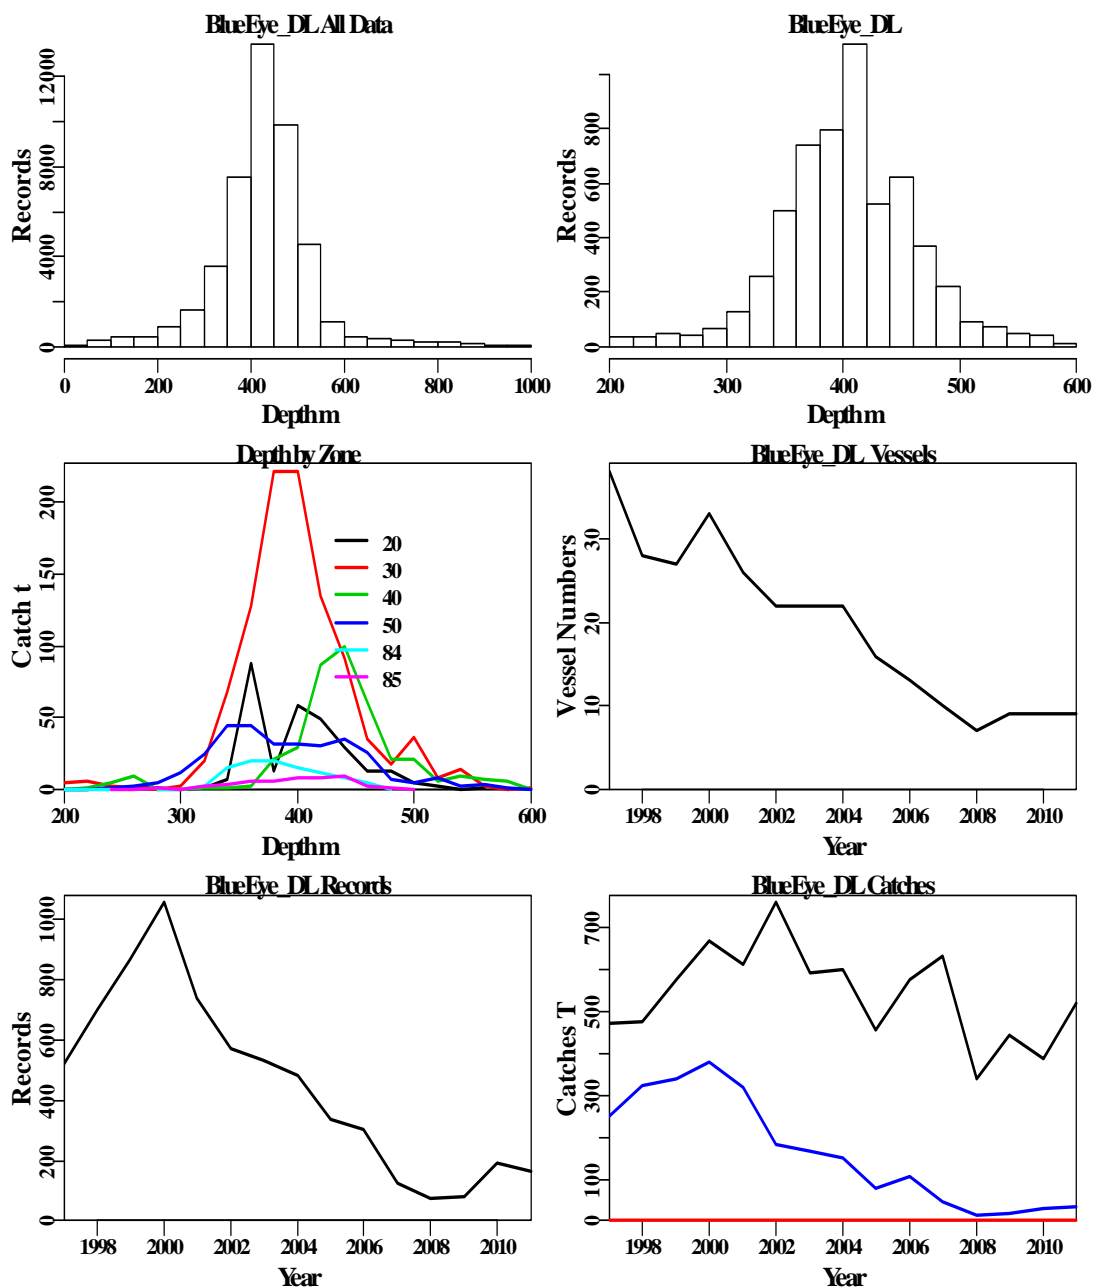 BlueEye_DL All Data
Records
0 4000 8000 12000
0 200 400 600 800 1000
Depth m
BlueEye_DL
Records
0 200 400 600 800
200 300 400 500 600
Depth m
Depth by Zone
Catch t
0 50 100 150 200
20
30
40
50
84
85
200 300 400 500 600
Depth m
BlueEye_DL Vessels
Vessel Numbers
0 10 20 30
1998 2000 2002 2004 2006 2008 2010
Year
BlueEye_DL Records
Records
0 200 400 600 800 1000
1998 2000 2002 2004 2006 2008 2010
Year
BlueEye_DL Catches
Catches T
0 100 300 500 700
1998 2000 2002 2004 2006 2008 2010
Year